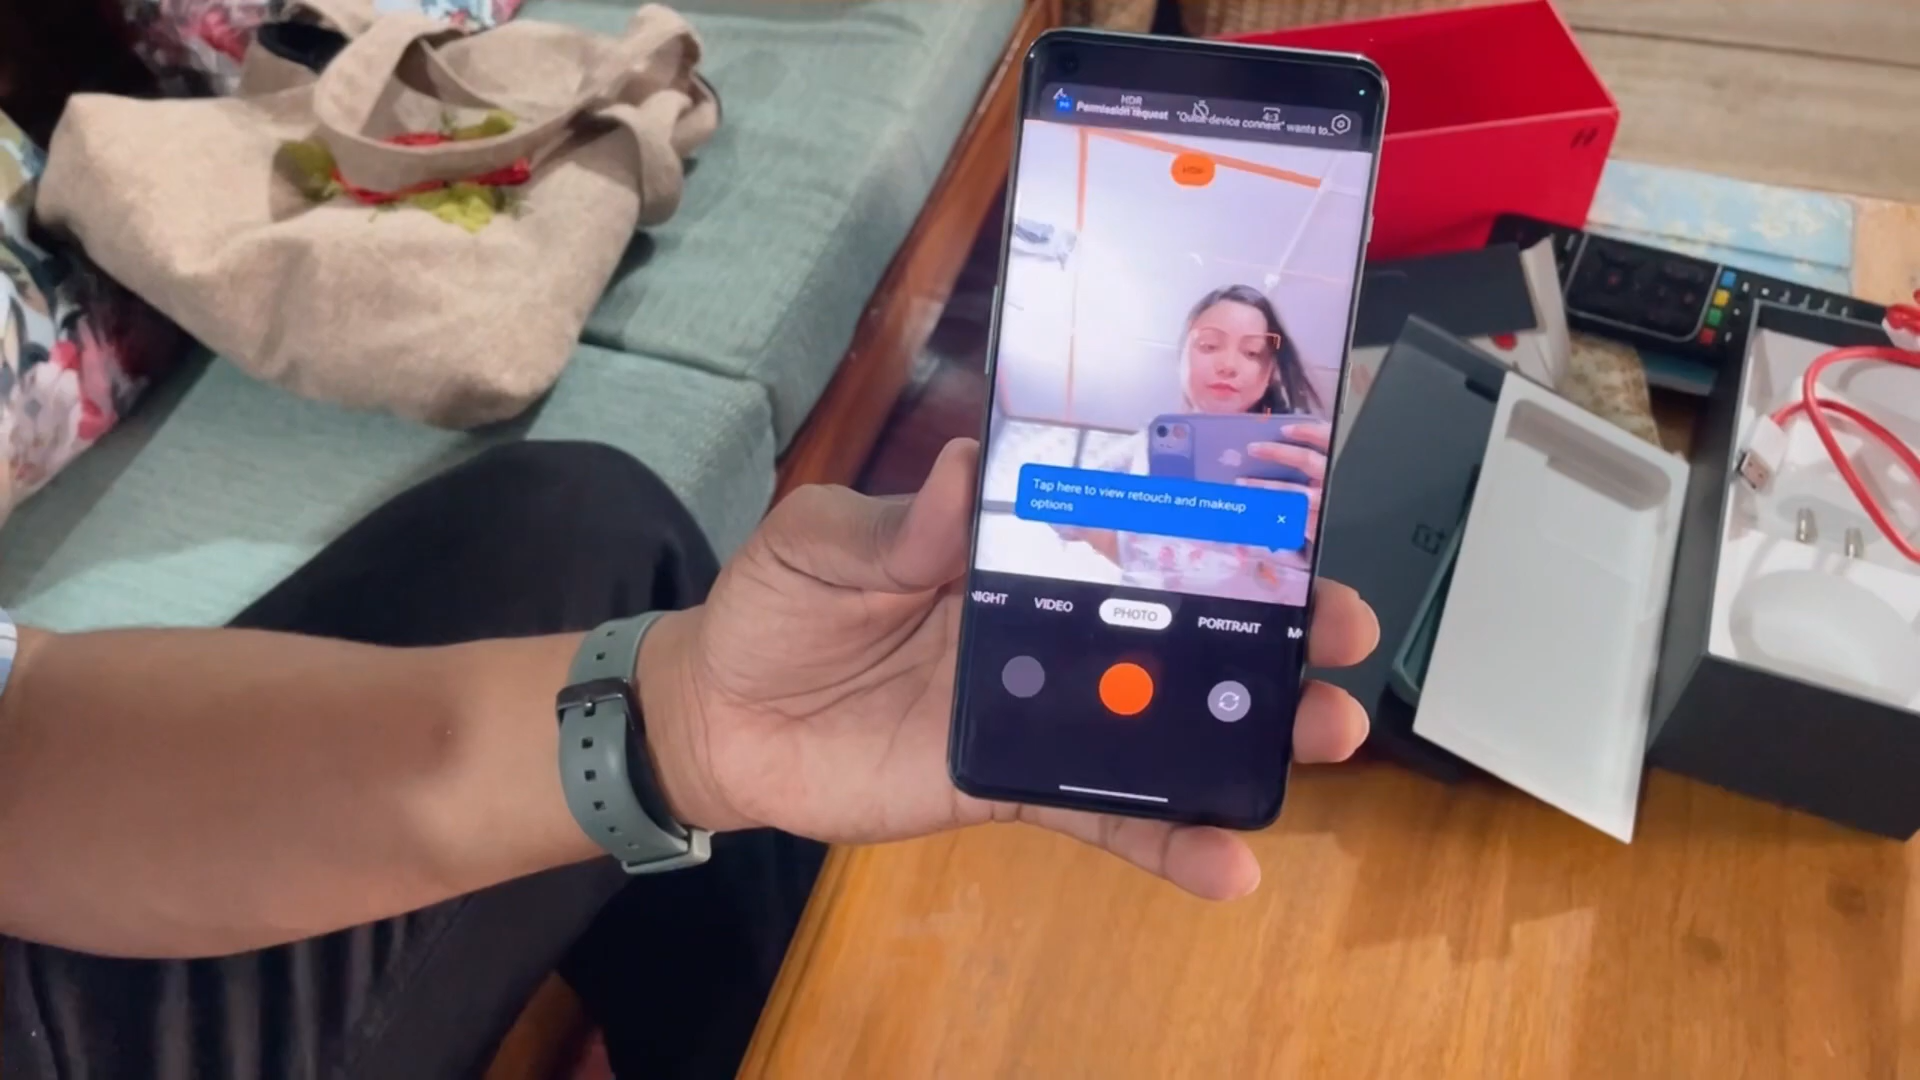 HDR
4:3
Permission request "Quick device connect" wants to...
Tap here to view retouch and makeup
options
NIGHT VIDEO PHOTO PORTRAIT